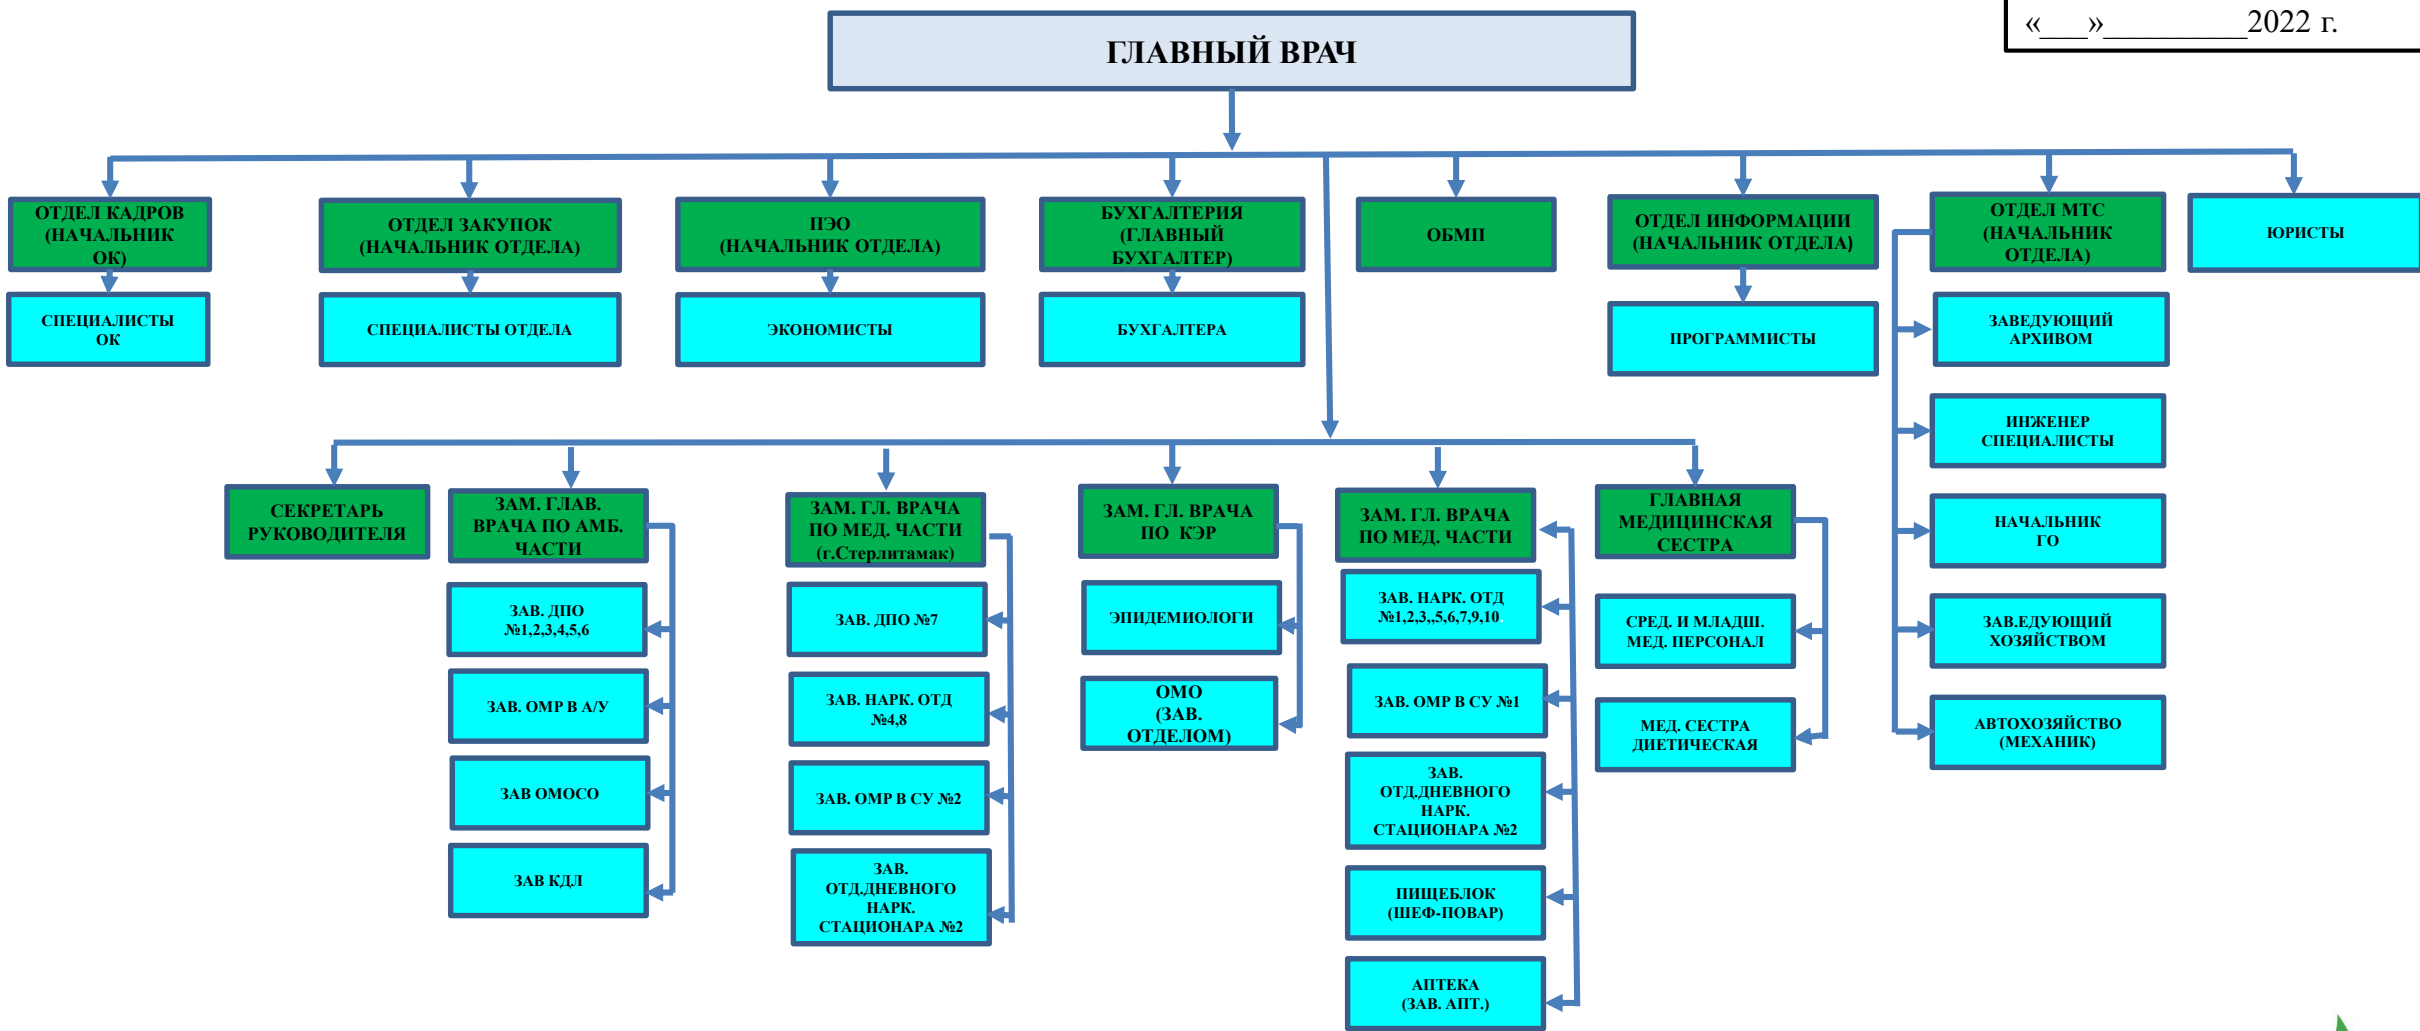 «___»_________2022 г.
ГЛАВНЫЙ ВРАЧ
ОТДЕЛ КАДРОВ
(НАЧАЛЬНИК
ОК)
ОТДЕЛ ЗАКУПОК
(НАЧАЛЬНИК ОТДЕЛА)
ПЭО
(НАЧАЛЬНИК ОТДЕЛА)
БУХГАЛТЕРИЯ
(ГЛАВНЫЙ
БУХГАЛТЕР)
ОБМП
ОТДЕЛ ИНФОРМАЦИИ
(НАЧАЛЬНИК ОТДЕЛА)
ОТДЕЛ МТС
(НАЧАЛЬНИК
ОТДЕЛА)
ЮРИСТЫ
СПЕЦИАЛИСТЫ
ОК
СПЕЦИАЛИСТЫ ОТДЕЛА
ЭКОНОМИСТЫ
БУХГАЛТЕРА
ПРОГРАММИСТЫ
ЗАВЕДУЮЩИЙ
АРХИВОМ
ИНЖЕНЕР
СПЕЦИАЛИСТЫ
НАЧАЛЬНИК
ГО
ЗАВ.ЕДУЮЩИЙ
ХОЗЯЙСТВОМ
АВТОХОЗЯЙСТВО
(МЕХАНИК)
СЕКРЕТАРЬ
РУКОВОДИТЕЛЯ
ЗАМ. ГЛАВ.
ВРАЧА ПО АМБ.
ЧАСТИ
ЗАМ. ГЛ. ВРАЧА
ПО МЕД. ЧАСТИ
(г.Стерлитамак)
ЗАМ. ГЛ. ВРАЧА
ПО КЭР
ЗАМ. ГЛ. ВРАЧА
ПО МЕД. ЧАСТИ
ГЛАВНАЯ
МЕДИЦИНСКАЯ
СЕСТРА
ЗАВ. ДПО
№1,2,3,4,5,6
ЗАВ. ОМР В А/У
ЗАВ ОМОСО
ЗАВ КДЛ
ЗАВ. ДПО №7
ЗАВ. НАРК. ОТД
№4,8
ЗАВ. ОМР В СУ №2
ЗАВ.
ОТД.ДНЕВНОГО
НАРК.
СТАЦИОНАРА №2
ЭПИДЕМИОЛОГИ
ОМО
(ЗАВ.
ОТДЕЛОМ)
ЗАВ. НАРК. ОТД
№1,2,3,,5,6,7,9,10.
ЗАВ. ОМР В СУ №1
ЗАВ.
ОТД.ДНЕВНОГО
НАРК.
СТАЦИОНАРА №2
ПИЩЕБЛОК
(ШЕФ-ПОВАР)
АПТЕКА
(ЗАВ. АПТ.)
СРЕД. И МЛАДШ.
МЕД. ПЕРСОНАЛ
МЕД. СЕСТРА
ДИЕТИЧЕСКАЯ